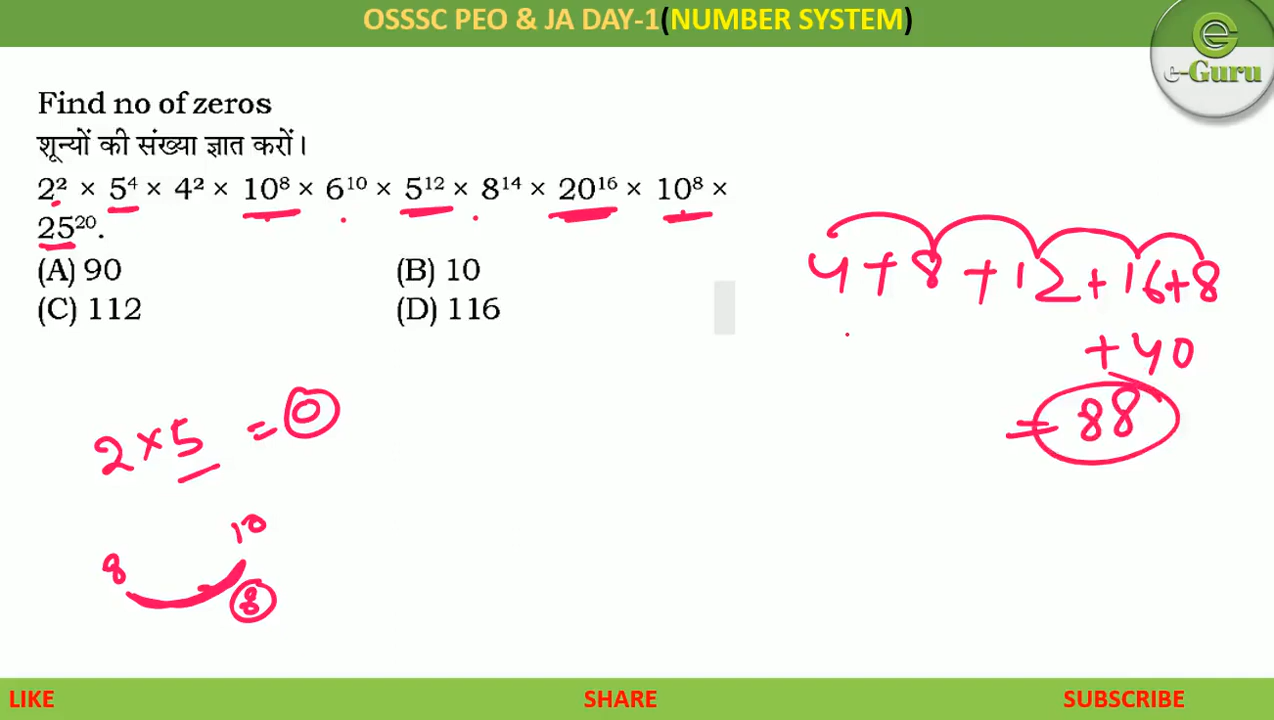 OSSSC PEO & JA DAY-1(NUMBER SYSTEM)
e-Guru
Find no of zeros
शून्यों की संख्या ज्ञात करों।
2² × 5⁴ × 4² × 10⁸ × 6¹⁰ × 5¹² × 8¹⁴ × 20¹⁶ × 10⁸ ×
25²⁰.
(A) 90 (B) 10
(C) 112 (D) 116
4+8+12+16+8
+40
= 88
2×5 = 0
10
8
8
LIKE SHARE SUBSCRIBE